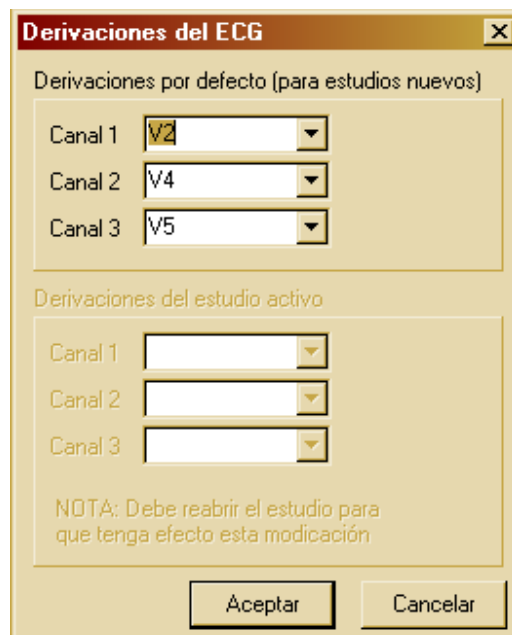 Derivaciones del ECG
Derivaciones por defecto (para estudios nuevos)
Canal 1 V2
Canal 2 V4
Canal 3 V5
Derivaciones del estudio activo
Canal 1
Canal 2
Canal 3
NOTA: Debe reabrir el estudio para
que tenga efecto esta modicación
Aceptar Cancelar